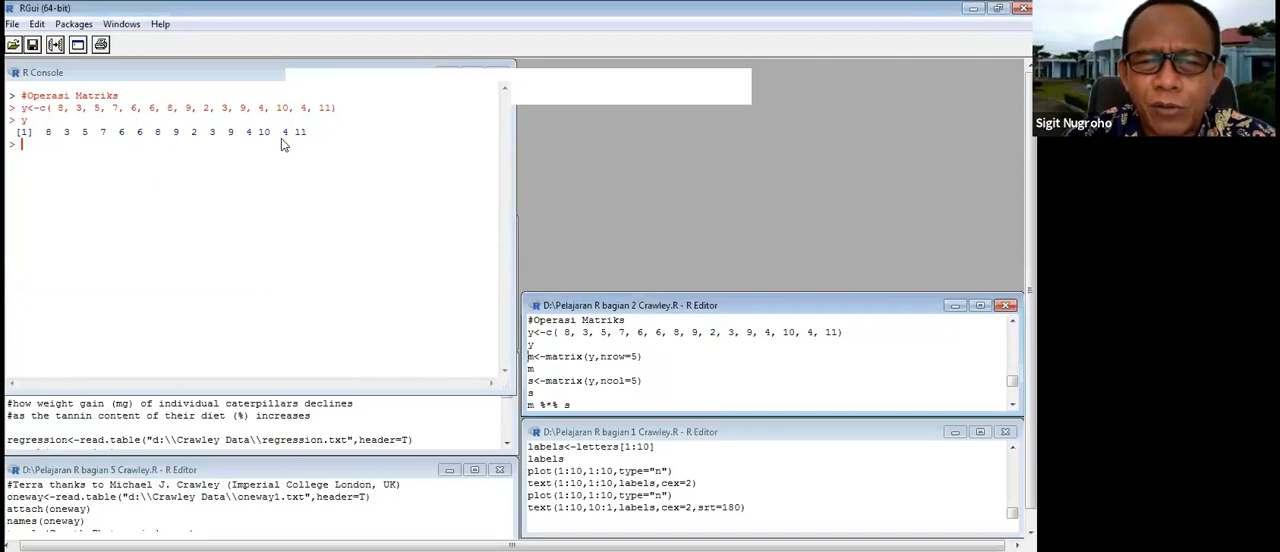 RGui (64-bit)
File Edit Packages Windows Help
R Console
> #Operasi Matriks
> y<-c( 8, 3, 5, 7, 6, 6, 8, 9, 2, 3, 9, 4, 10, 4, 11)
> y
[1] 8 3 5 7 6 6 8 9 2 3 9 4 10 4 11
>
Sigit Nugroho
D:\Pelajaran R bagian 2 Crawley.R - R Editor
#Operasi Matriks
y<-c( 8, 3, 5, 7, 6, 6, 8, 9, 2, 3, 9, 4, 10, 4, 11)
y
m<-matrix(y,nrow=5)
m
s<-matrix(y,ncol=5)
s
m %*% s
#how weight gain (mg) of individual caterpillars declines
#as the tannin content of their diet (%) increases
regression<-read.table("d:\\Crawley Data\\regression.txt",header=T)
D:\Pelajaran R bagian 1 Crawley.R - R Editor
labels<-letters[1:10]
labels
plot(1:10,1:10,type="n")
text(1:10,1:10,labels,cex=2)
plot(1:10,1:10,type="n")
text(1:10,10:1,labels,cex=2,srt=180)
D:\Pelajaran R bagian 5 Crawley.R - R Editor
#Terra thanks to Michael J. Crawley (Imperial College London, UK)
oneway<-read.table("d:\\Crawley Data\\oneway1.txt",header=T)
attach(oneway)
names(oneway)